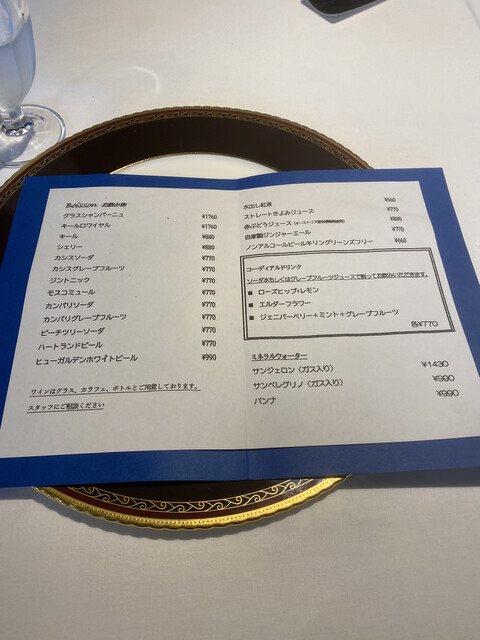 Boisson お飲み物
グラスシャンパーニュ ¥1760
キールロワイヤル ¥1760
キール ¥880
シェリー ¥880
カシスソーダ ¥770
カシスグレープフルーツ ¥770
ジントニック ¥770
モスコミュール ¥770
カンパリソーダ ¥770
カンパリグレープフルーツ ¥770
ピーチツリーソーダ ¥770
ハートランドビール ¥770
ヒューガルデンホワイトビール ¥990
ワインはグラス、カラフェ、ボトルとご用意しております。
スタッフにご相談ください
水出し紅茶 ¥660
ストレートきよみジュース ¥770
赤ぶどうジュース ¥880
自家製ジンジャーエール ¥770
ノンアルコールビールキリングリーンズフリー ¥660
コーディアルドリンク
ソーダ水もしくはグレープフルーツジュースで割ってお飲みいただきます。
■ ローズヒップ+レモン
■ エルダーフラワー
■ ジェニパーベリー+ミント+グレープフルーツ
各¥770
ミネラルウォーター
サンジェロン（ガス入り） ¥1430
サンペレグリノ（ガス入り） ¥990
パンナ ¥990